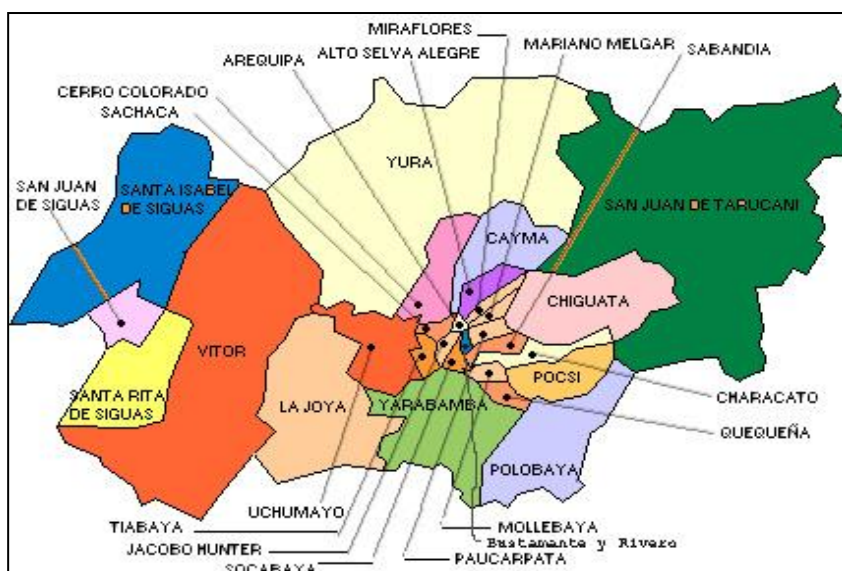 MIRAFLORES
ALTO SELVA ALEGRE
MARIANO MELGAR
SABANDIA
AREQUIPA
CERRO COLORADO
SACHACA
YURA
SAN JUAN
DE SIGUAS
SANTA ISABEL
DE SIGUAS
SAN JUAN DE TARUCANI
CAYMA
CHIGUATA
VITOR
SANTA RITA
DE SIGUAS
LA JOYA
YARABAMBA
POCSI
CHARACATO
QUEQUEÑA
POLOBAYA
UCHUMAYO
TIABAYA
JACOBO HUNTER
SOCABAYA
MOLLEBAYA
Bustamante y Rivero
PAUCARPATA